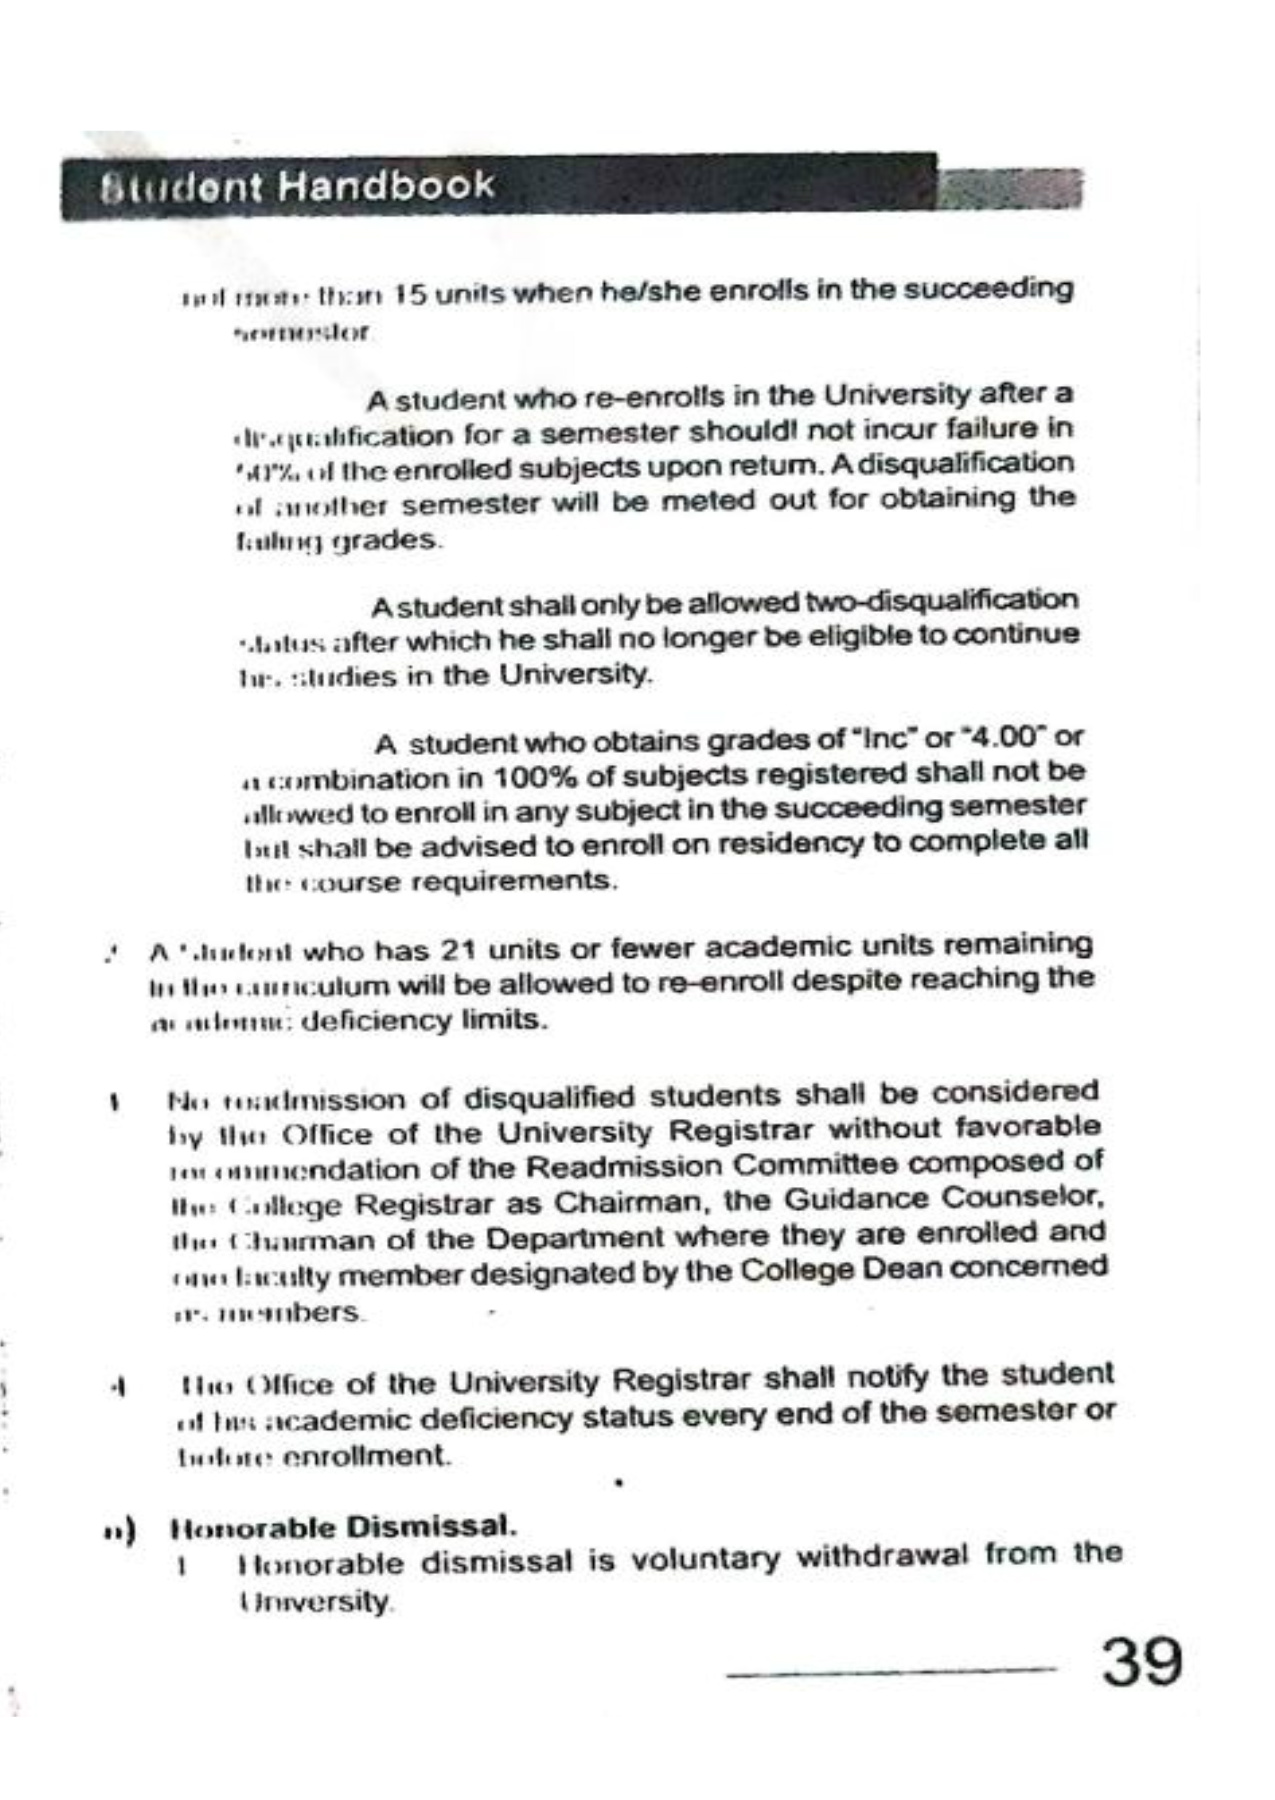 Student Handbook
not more than 15 units when he/she enrolls in the succeeding
semester.
A student who re-enrolls in the University after a
disqualification for a semester should! not incur failure in
of the enrolled subjects upon return. A disqualification
of another semester will be meted out for obtaining the
failing grades.
A student shall only be allowed two-disqualification
status after which he shall no longer be eligible to continue
his studies in the University.
A student who obtains grades of "Inc" or "4.00" or
a combination in 100% of subjects registered shall not be
allowed to enroll in any subject in the succeeding semester
but shall be advised to enroll on residency to complete all
the course requirements.
A student who has 21 units or fewer academic units remaining
in the curriculum will be allowed to re-enroll despite reaching the
academic deficiency limits.
No readmission of disqualified students shall be considered
by the Office of the University Registrar without favorable
recommendation of the Readmission Committee composed of
the College Registrar as Chairman, the Guidance Counselor,
the Chairman of the Department where they are enrolled and
one faculty member designated by the College Dean concerned
as members.
4 The Office of the University Registrar shall notify the student
of his academic deficiency status every end of the semester or
before enrollment.
Honorable Dismissal.
1 Honorable dismissal is voluntary withdrawal from the
University.
39